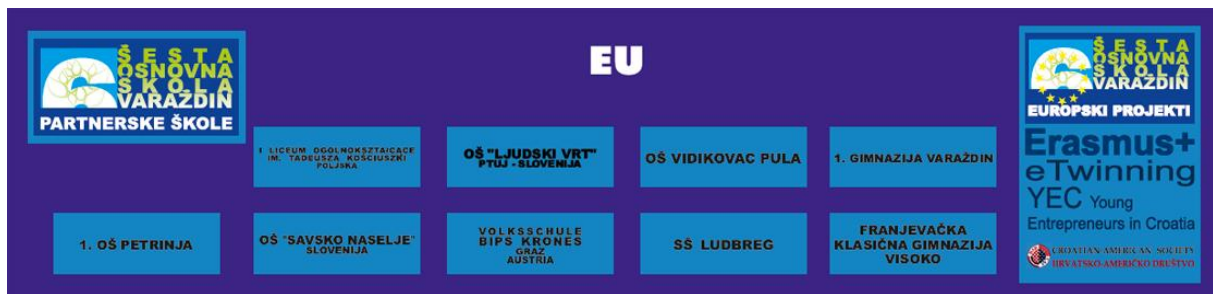 ŠESTA
OSNOVNA
ŠKOLA
VARAŽDIN
PARTNERSKE ŠKOLE
EU
ŠESTA
OSNOVNA
ŠKOLA
VARAŽDIN
EUROPSKI PROJEKTI
I LICEUM OGOLNOKSZTAŁCĄCE
IM. TADEUSZA KOŚCIUSZKI
POLJSKA
OŠ "LJUDSKI VRT"
PTUJ - SLOVENIJA
OŠ VIDIKOVAC PULA
1. GIMNAZIJA VARAŽDIN
Erasmus+
eTwinning
YEC Young
Entrepreneurs in Croatia
CROATIAN-AMERICAN SOCIETY
HRVATSKO-AMERIČKO DRUŠTVO
1. OŠ PETRINJA
OŠ "SAVSKO NASELJE"
SLOVENIJA
VOLKSSCHULE
BIPS KRONES
GRAZ
AUSTRIA
SŠ LUDBREG
FRANJEVAČKA
KLASIČNA GIMNAZIJA
VISOKO